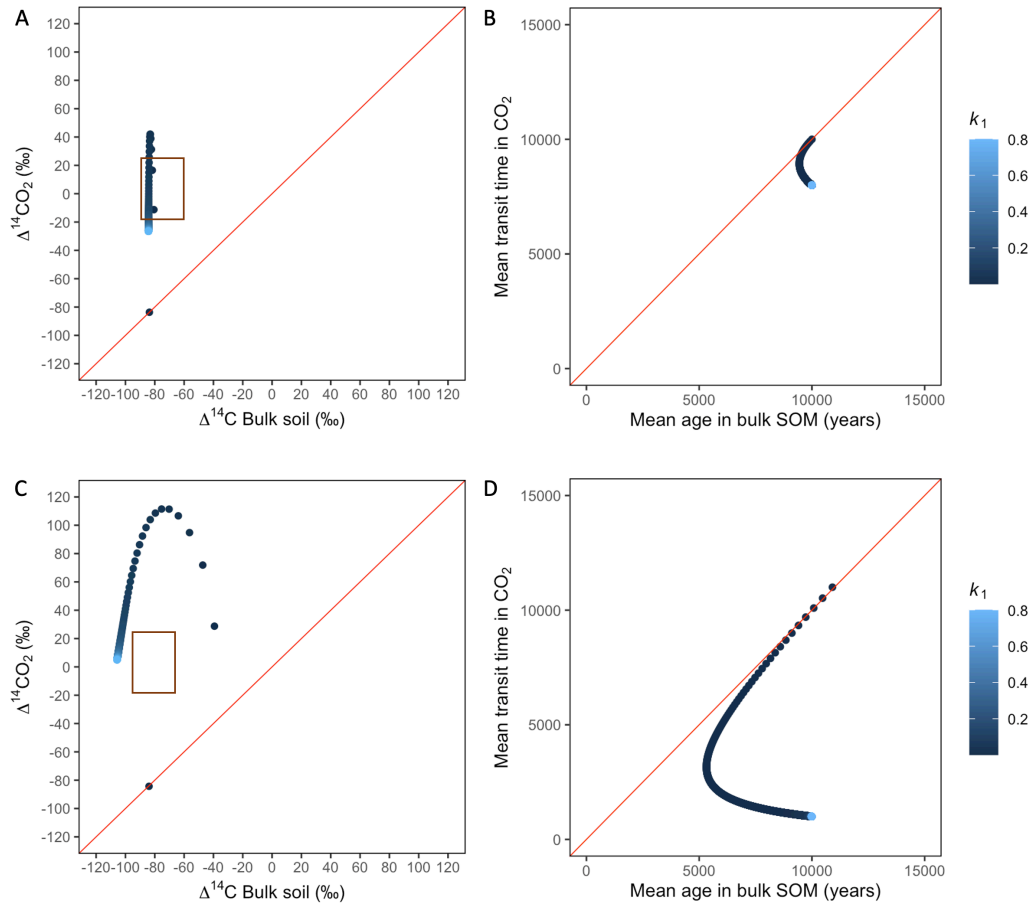 A
120
100
80
60
40
20
0
-20
-40
-60
-80
-100
-120
Δ¹⁴CO₂ (‰)
-120 -100 -80 -60 -40 -20 0 20 40 60 80 100 120
Δ¹⁴C Bulk soil (‰)
B
15000
10000
5000
0
Mean transit time in CO₂
0 5000 10000 15000
Mean age in bulk SOM (years)
k₁
0.8
0.6
0.4
0.2
C
120
100
80
60
40
20
0
-20
-40
-60
-80
-100
-120
Δ¹⁴CO₂ (‰)
-120 -100 -80 -60 -40 -20 0 20 40 60 80 100 120
Δ¹⁴C Bulk soil (‰)
D
15000
10000
5000
0
Mean transit time in CO₂
0 5000 10000 15000
Mean age in bulk SOM (years)
k₁
0.8
0.6
0.4
0.2